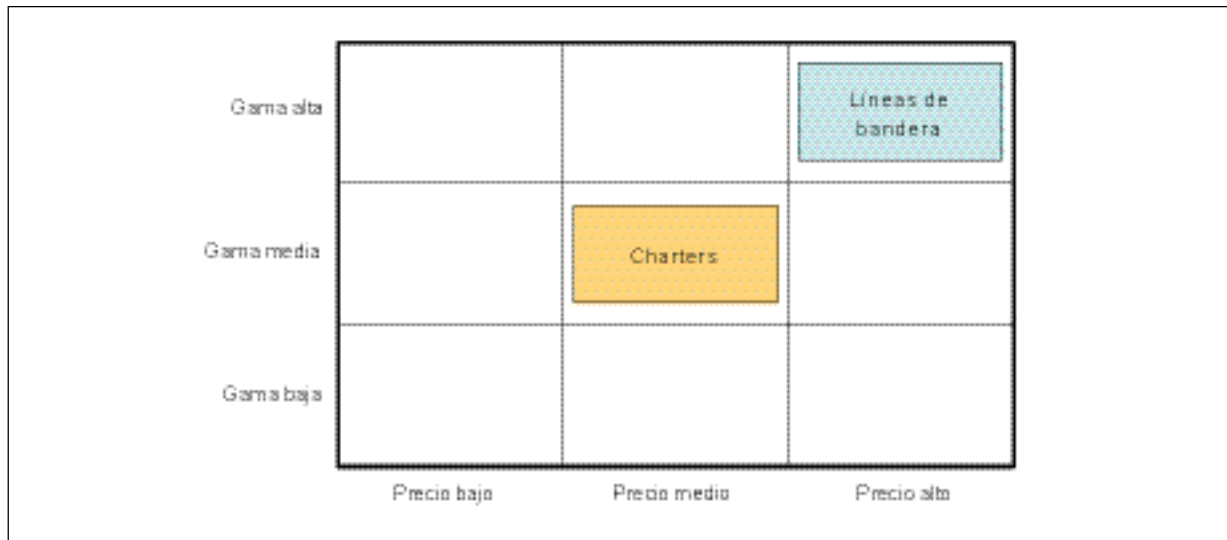 Gama alta
Líneas de
bandera
Gama media
Charters
Gama baja
Precio bajo
Precio medio
Precio alto